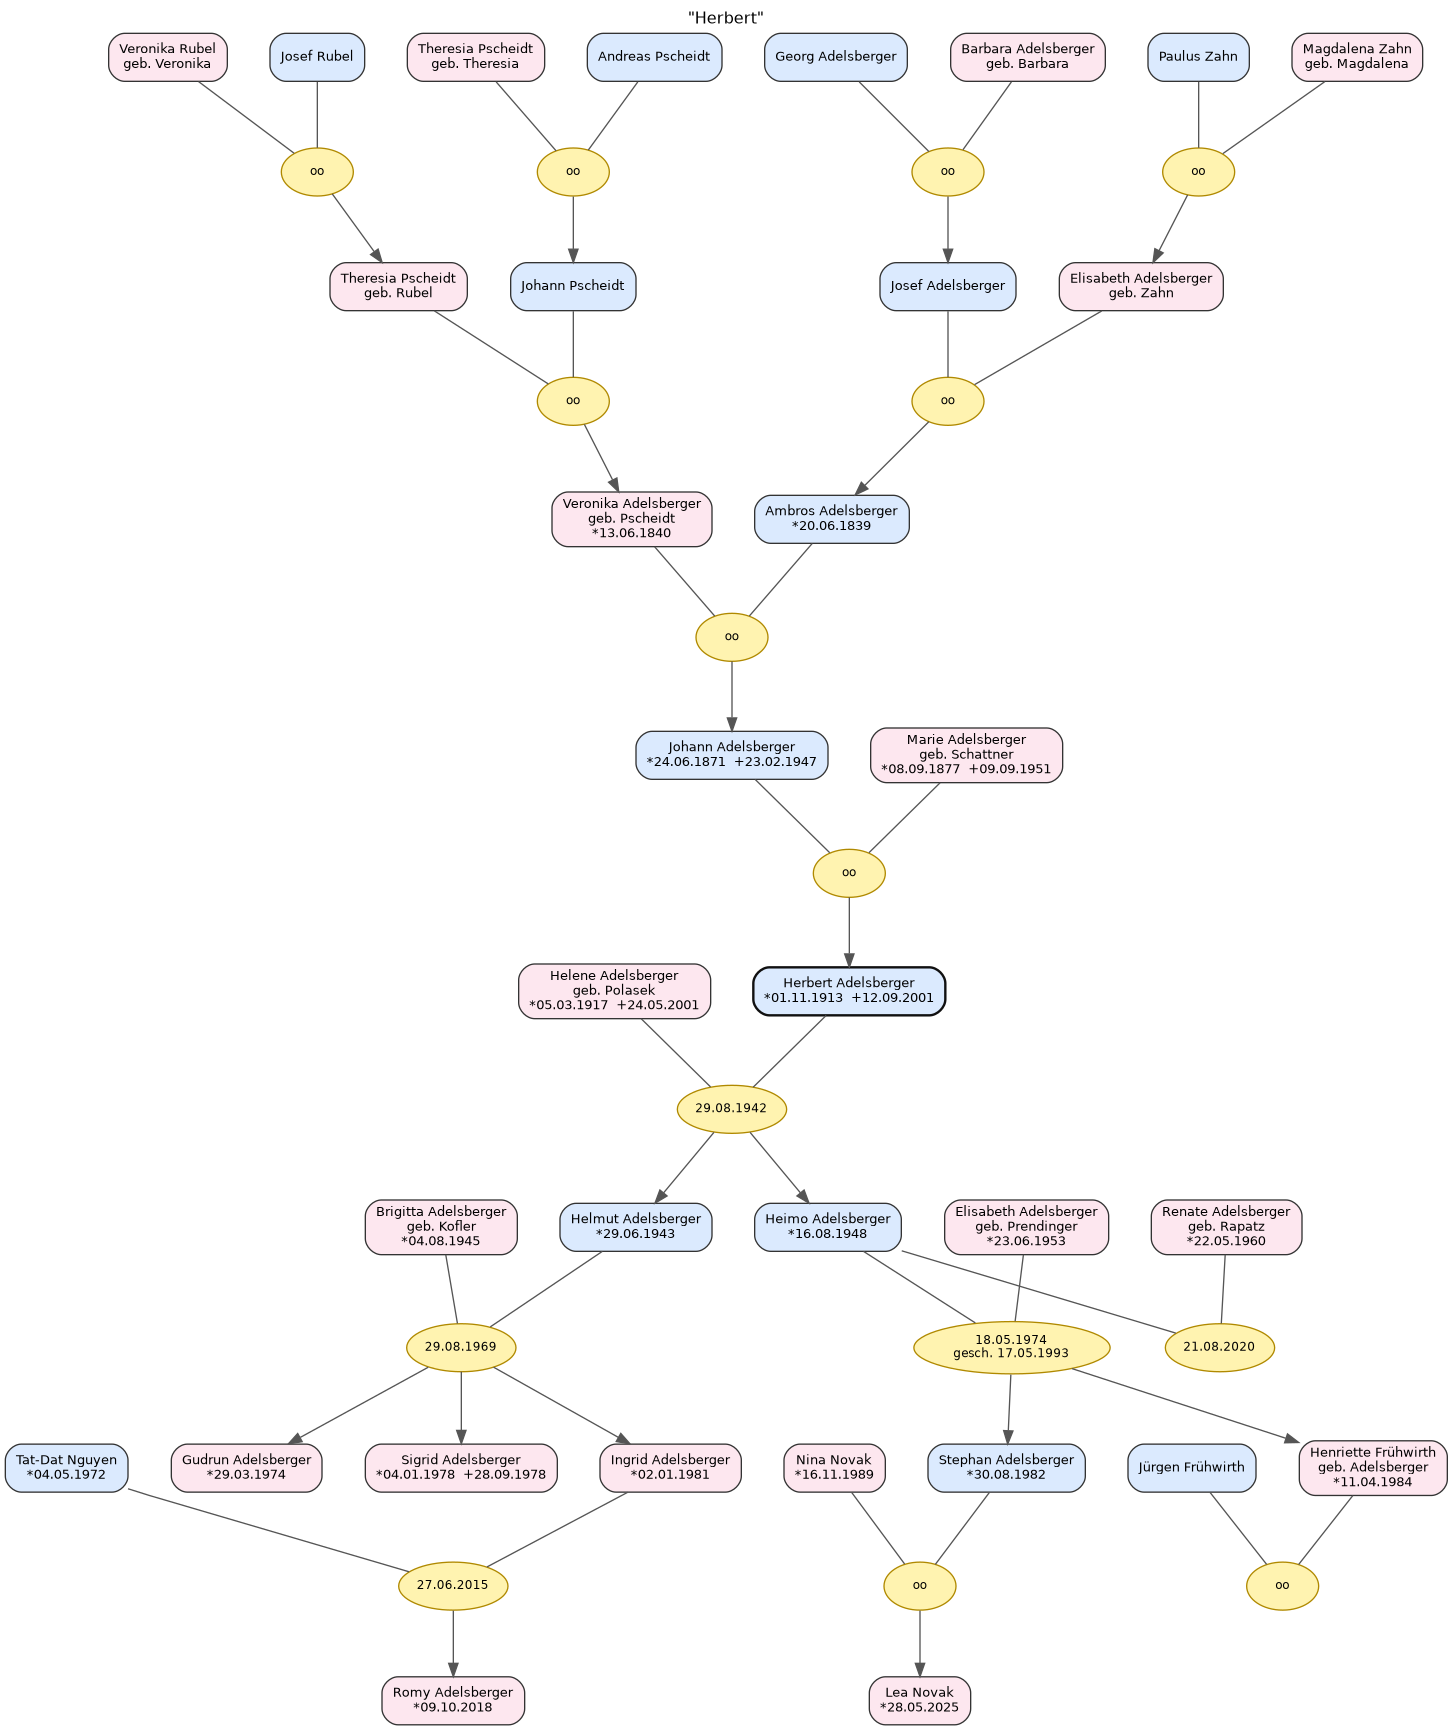 "Herbert"
Veronika Rubel
geb. Veronika
Josef Rubel
Theresia Pscheidt
geb. Theresia
Andreas Pscheidt
Georg Adelsberger
Barbara Adelsberger
geb. Barbara
Paulus Zahn
Magdalena Zahn
geb. Magdalena
oo
oo
oo
oo
Theresia Pscheidt
geb. Rubel
Johann Pscheidt
Josef Adelsberger
Elisabeth Adelsberger
geb. Zahn
oo
oo
Veronika Adelsberger
geb. Pscheidt
*13.06.1840
Ambros Adelsberger
*20.06.1839
oo
Johann Adelsberger
*24.06.1871  +23.02.1947
Marie Adelsberger
geb. Schattner
*08.09.1877  +09.09.1951
oo
Helene Adelsberger
geb. Polasek
*05.03.1917  +24.05.2001
Herbert Adelsberger
*01.11.1913  +12.09.2001
29.08.1942
Brigitta Adelsberger
geb. Kofler
*04.08.1945
Helmut Adelsberger
*29.06.1943
Heimo Adelsberger
*16.08.1948
Elisabeth Adelsberger
geb. Prendinger
*23.06.1953
Renate Adelsberger
geb. Rapatz
*22.05.1960
29.08.1969
18.05.1974
gesch. 17.05.1993
21.08.2020
Tat-Dat Nguyen
*04.05.1972
Gudrun Adelsberger
*29.03.1974
Sigrid Adelsberger
*04.01.1978  +28.09.1978
Ingrid Adelsberger
*02.01.1981
Nina Novak
*16.11.1989
Stephan Adelsberger
*30.08.1982
Jürgen Frühwirth
Henriette Frühwirth
geb. Adelsberger
*11.04.1984
27.06.2015
oo
oo
Romy Adelsberger
*09.10.2018
Lea Novak
*28.05.2025